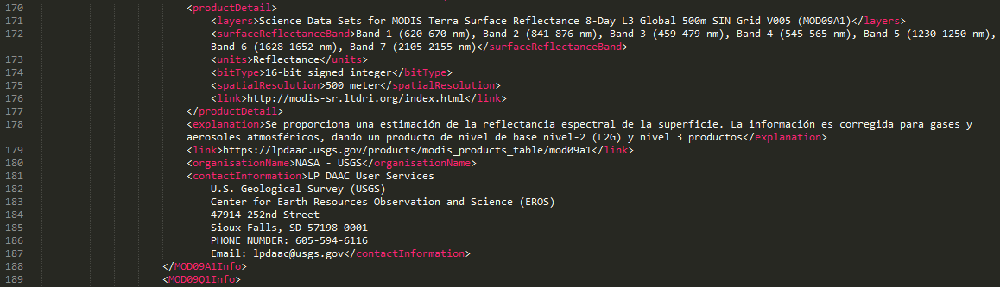 170 <productDetail>
171 <layers>Science Data Sets for MODIS Terra Surface Reflectance 8-Day L3 Global 500m SIN Grid V005 (MOD09A1)</layers>
172 <surfaceReflectanceBand>Band 1 (620–670 nm), Band 2 (841–876 nm), Band 3 (459–479 nm), Band 4 (545–565 nm), Band 5 (1230–1250 nm),
Band 6 (1628–1652 nm), Band 7 (2105–2155 nm)</surfaceReflectanceBand>
173 <units>Reflectance</units>
174 <bitType>16-bit signed integer</bitType>
175 <spatialResolution>500 meter</spatialResolution>
176 <link>http://modis-sr.ltdri.org/index.html</link>
177 </productDetail>
178 <explanation>Se proporciona una estimación de la reflectancia espectral de la superficie. La información es corregida para gases y
aerosoles atmosféricos, dando un producto de nivel de base nivel-2 (L2G) y nivel 3 productos</explanation>
179 <link>https://lpdaac.usgs.gov/products/modis_products_table/mod09a1</link>
180 <organisationName>NASA - USGS</organisationName>
181 <contactInformation>LP DAAC User Services
182 U.S. Geological Survey (USGS)
183 Center for Earth Resources Observation and Science (EROS)
184 47914 252nd Street
185 Sioux Falls, SD 57198-0001
186 PHONE NUMBER: 605-594-6116
187 Email: lpdaac@usgs.gov</contactInformation>
188 </MOD09A1Info>
189 <MOD09Q1Info>